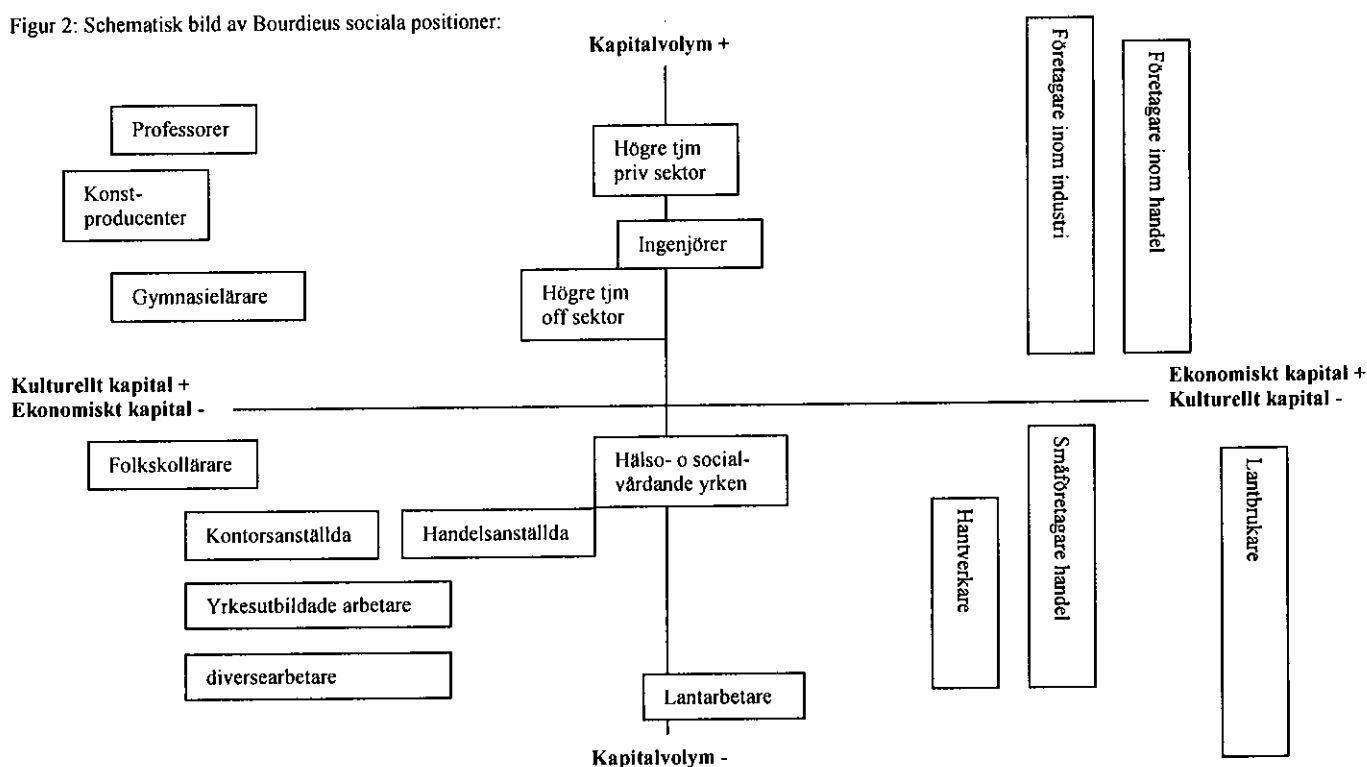 Figur 2: Schematisk bild av Bourdieus sociala positioner:
Kapitalvolym +
Professorer
Konst-
producenter
Gymnasielärare
Högre tjm
priv sektor
Ingenjörer
Högre tjm
off sektor
Företagare inom industri
Företagare inom handel
Kulturellt kapital +
Ekonomiskt kapital -
Ekonomiskt kapital +
Kulturellt kapital -
Folkskollärare
Hälso- o social-
vårdande yrken
Kontorsanställda
Handelsanställda
Yrkesutbildade arbetare
diversearbetare
Lantarbetare
Hantverkare
Småföretagare handel
Lantbrukare
Kapitalvolym -